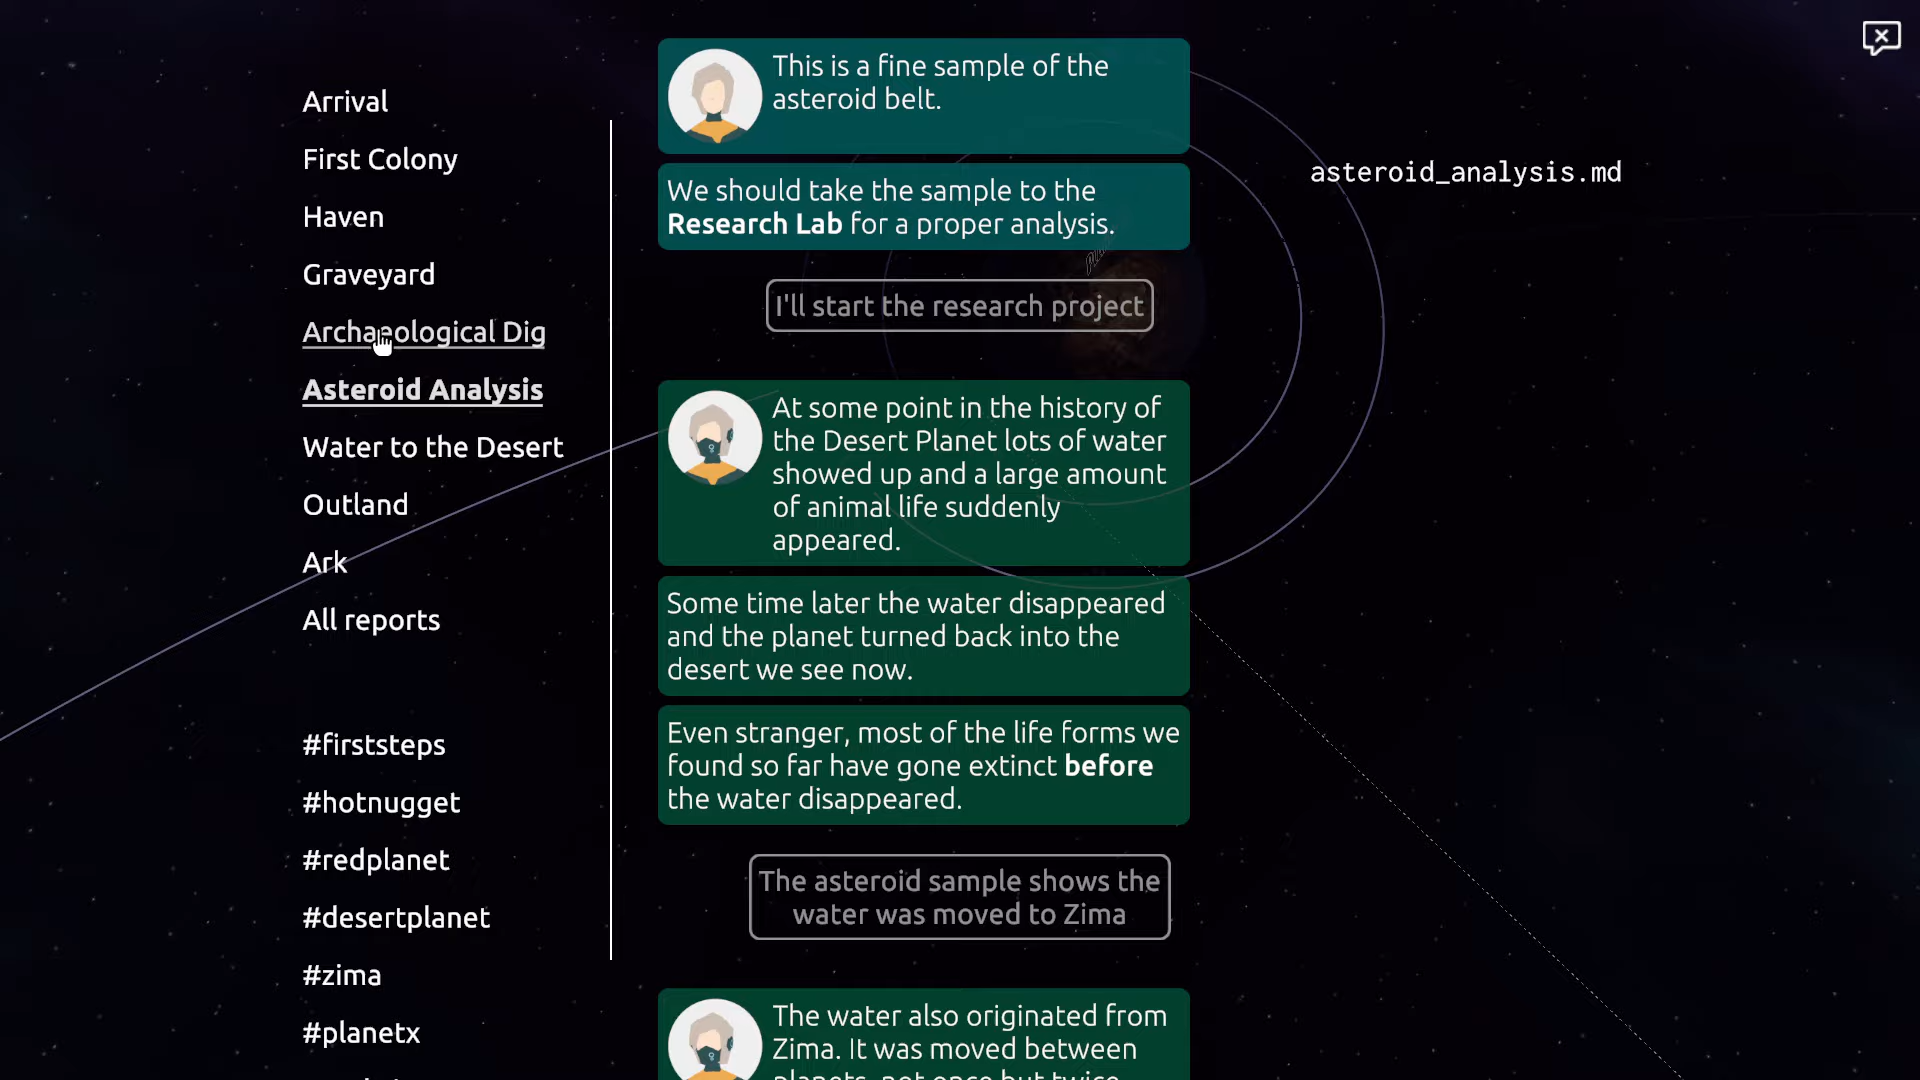 Arrival
First Colony
Haven
Graveyard
Archaeological Dig
Asteroid Analysis
Water to the Desert
Outland
Ark
All reports
#firststeps
#hotnugget
#redplanet
#desertplanet
#zima
#planetx
This is a fine sample of the
asteroid belt.
We should take the sample to the
Research Lab for a proper analysis.
I'll start the research project
At some point in the history of
the Desert Planet lots of water
showed up and a large amount
of animal life suddenly
appeared.
Some time later the water disappeared
and the planet turned back into the
desert we see now.
Even stranger, most of the life forms we
found so far have gone extinct before
the water disappeared.
The asteroid sample shows the
water was moved to Zima
The water also originated from
Zima. It was moved between
planets, not once but twice
asteroid_analysis.md